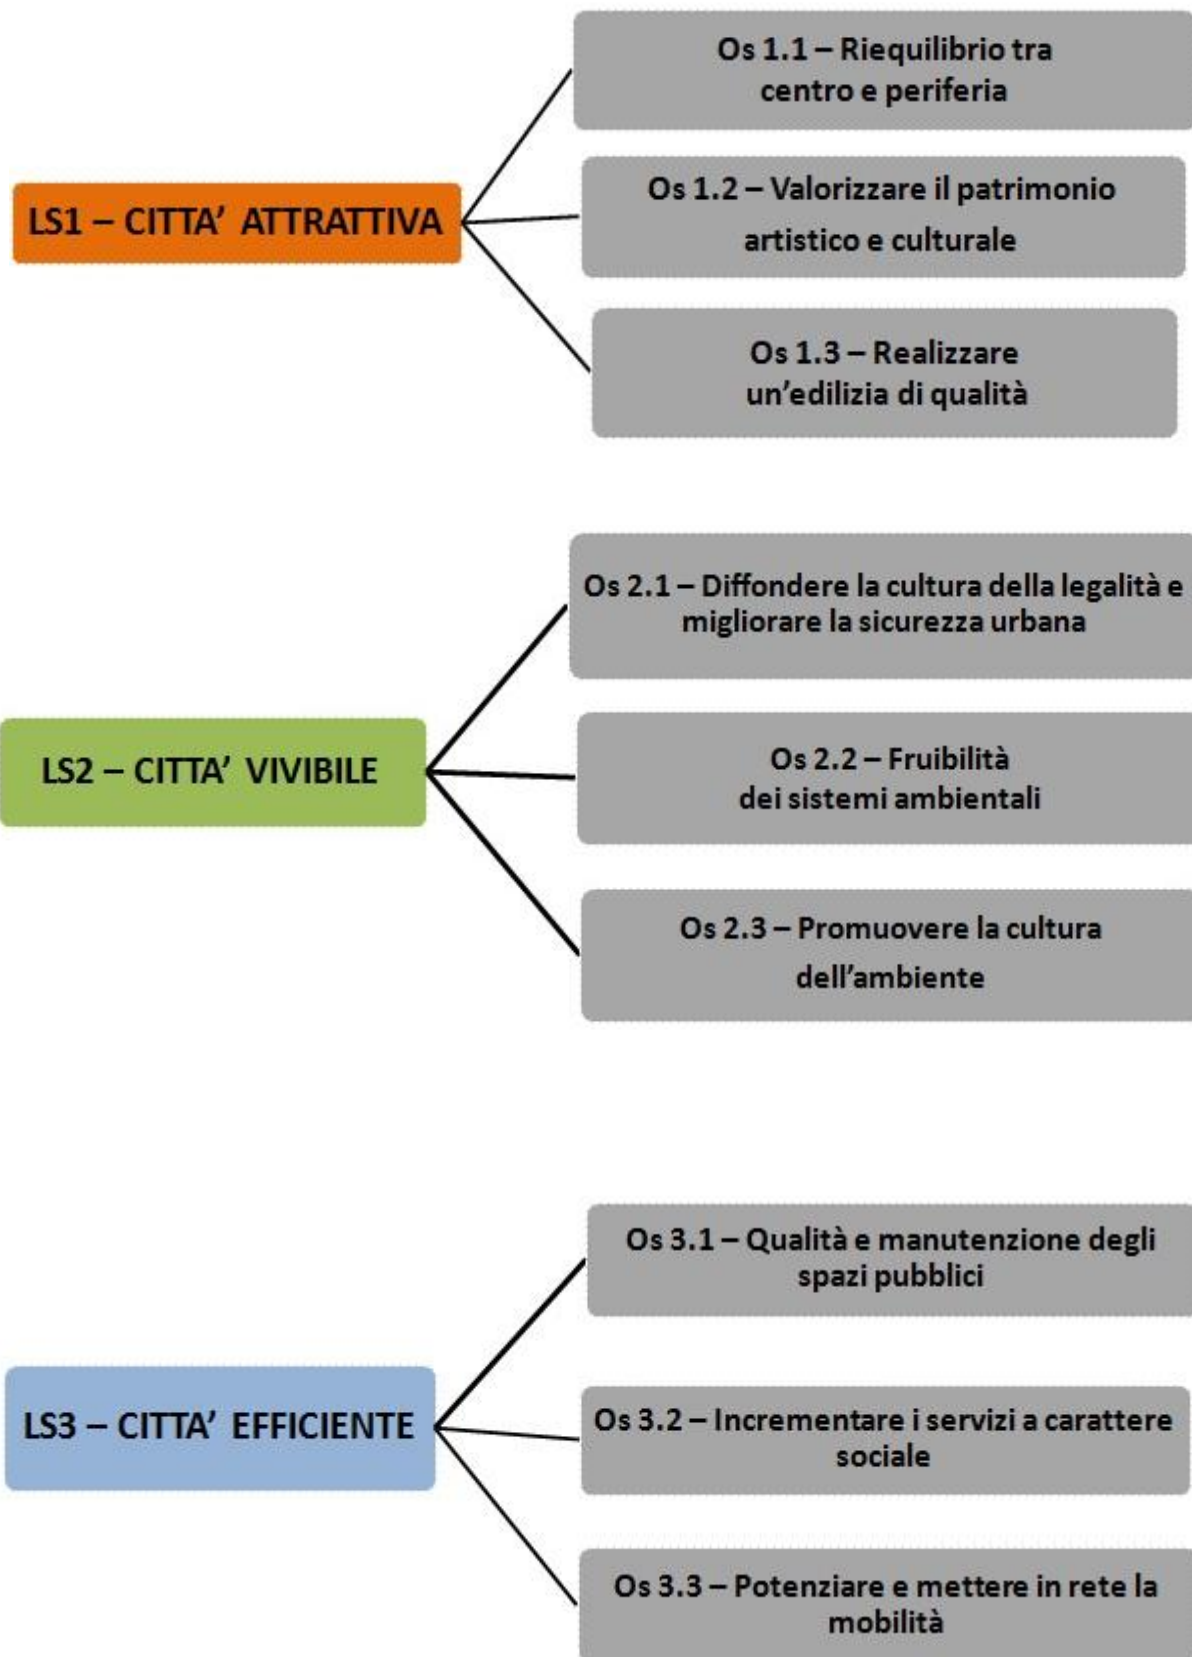 Os 1.1 – Riequilibrio tra
centro e periferia
LS1 – CITTA’ ATTRATTIVA
Os 1.2 – Valorizzare il patrimonio
artistico e culturale
Os 1.3 – Realizzare
un’edilizia di qualità
Os 2.1 – Diffondere la cultura della legalità e
migliorare la sicurezza urbana
LS2 – CITTA’ VIVIBILE
Os 2.2 – Fruibilità
dei sistemi ambientali
Os 2.3 – Promuovere la cultura
dell’ambiente
Os 3.1 – Qualità e manutenzione degli
spazi pubblici
LS3 – CITTA’ EFFICIENTE
Os 3.2 – Incrementare i servizi a carattere
sociale
Os 3.3 – Potenziare e mettere in rete la
mobilità